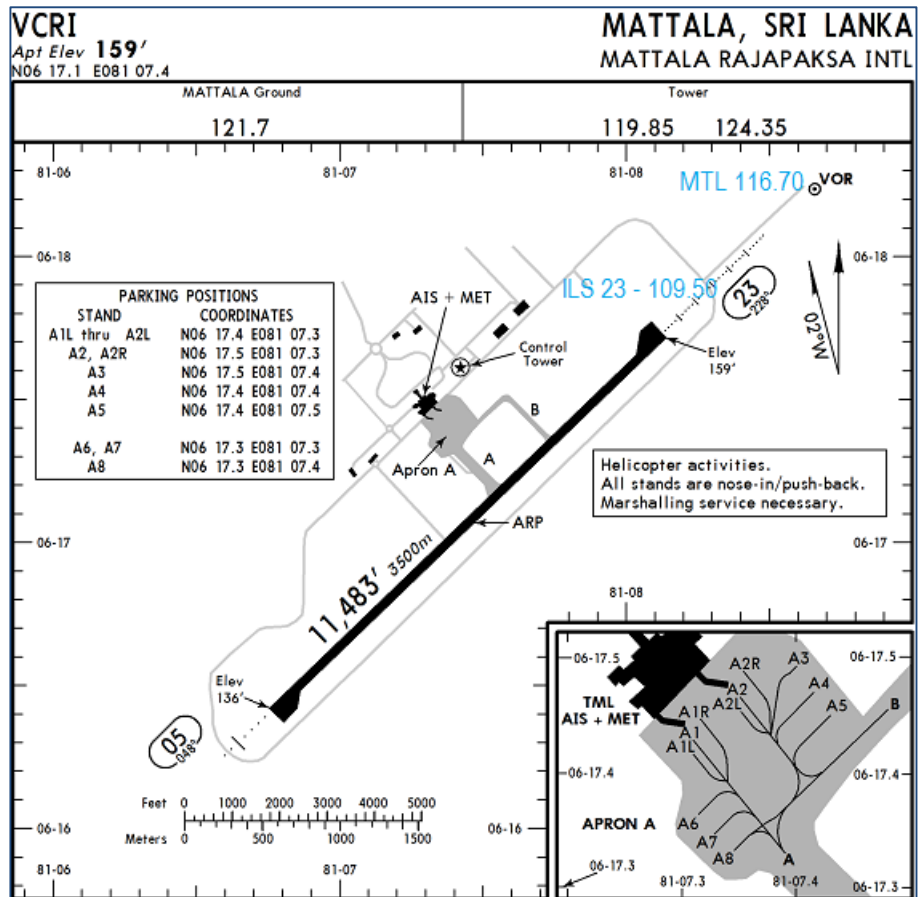 VCRI
Apt Elev 159'
N06 17.1 E081 07.4
MATTALA, SRI LANKA
MATTALA RAJAPAKSA INTL
MATTALA Ground
121.7
Tower
119.85 124.35
81-06
81-07
81-08
MTL 116.70
VOR
06-18
06-18
ILS 23 - 109.50
23
228°
02°W
PARKING POSITIONS
STAND COORDINATES
A1L thru A2L N06 17.4 E081 07.3
A2, A2R N06 17.5 E081 07.3
A3 N06 17.5 E081 07.4
A4 N06 17.4 E081 07.4
A5 N06 17.4 E081 07.5
A6, A7 N06 17.3 E081 07.3
A8 N06 17.3 E081 07.4
AIS + MET
Control
Tower
Elev
159'
B
A
Apron A
Helicopter activities.
All stands are nose-in/push-back.
Marshalling service necessary.
ARP
06-17
06-17
11,483' 3500m
81-08
Elev
136'
05
048°
Feet 0 1000 2000 3000 4000 5000
Meters 0 500 1000 1500
06-16
06-16
81-06
81-07
06-17.5
06-17.5
A2R
A3
A2
A4
TML
AIS + MET
A2L
A1R
A5
B
A1
A1L
06-17.4
06-17.4
APRON A
A6
A7
A8
A
06-17.3
81-07.3
81-07.4
06-17.3